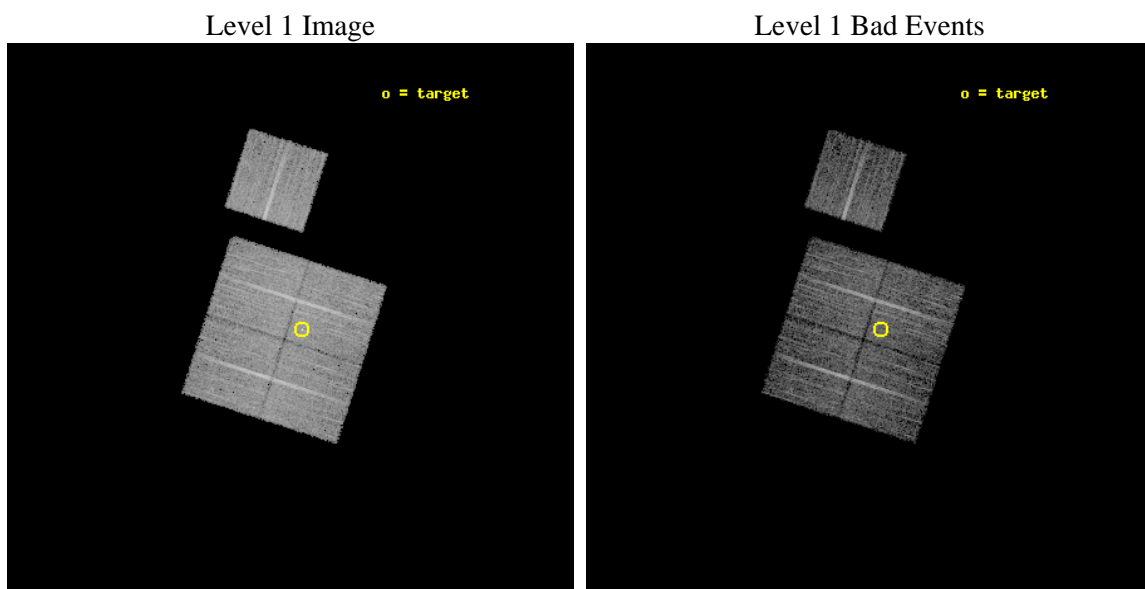 Level 1 Image
Level 1 Bad Events
o = target
o = target